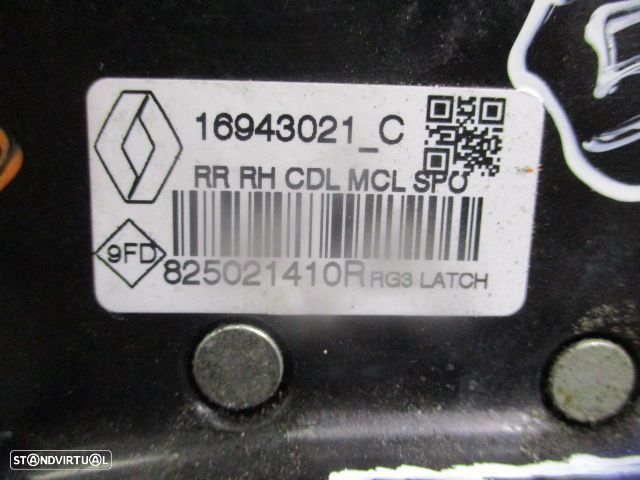 16943021_C
RR RH CDL MCL SPO
9FD
825021410R RG3 LATCH
STANDVIRTUAL